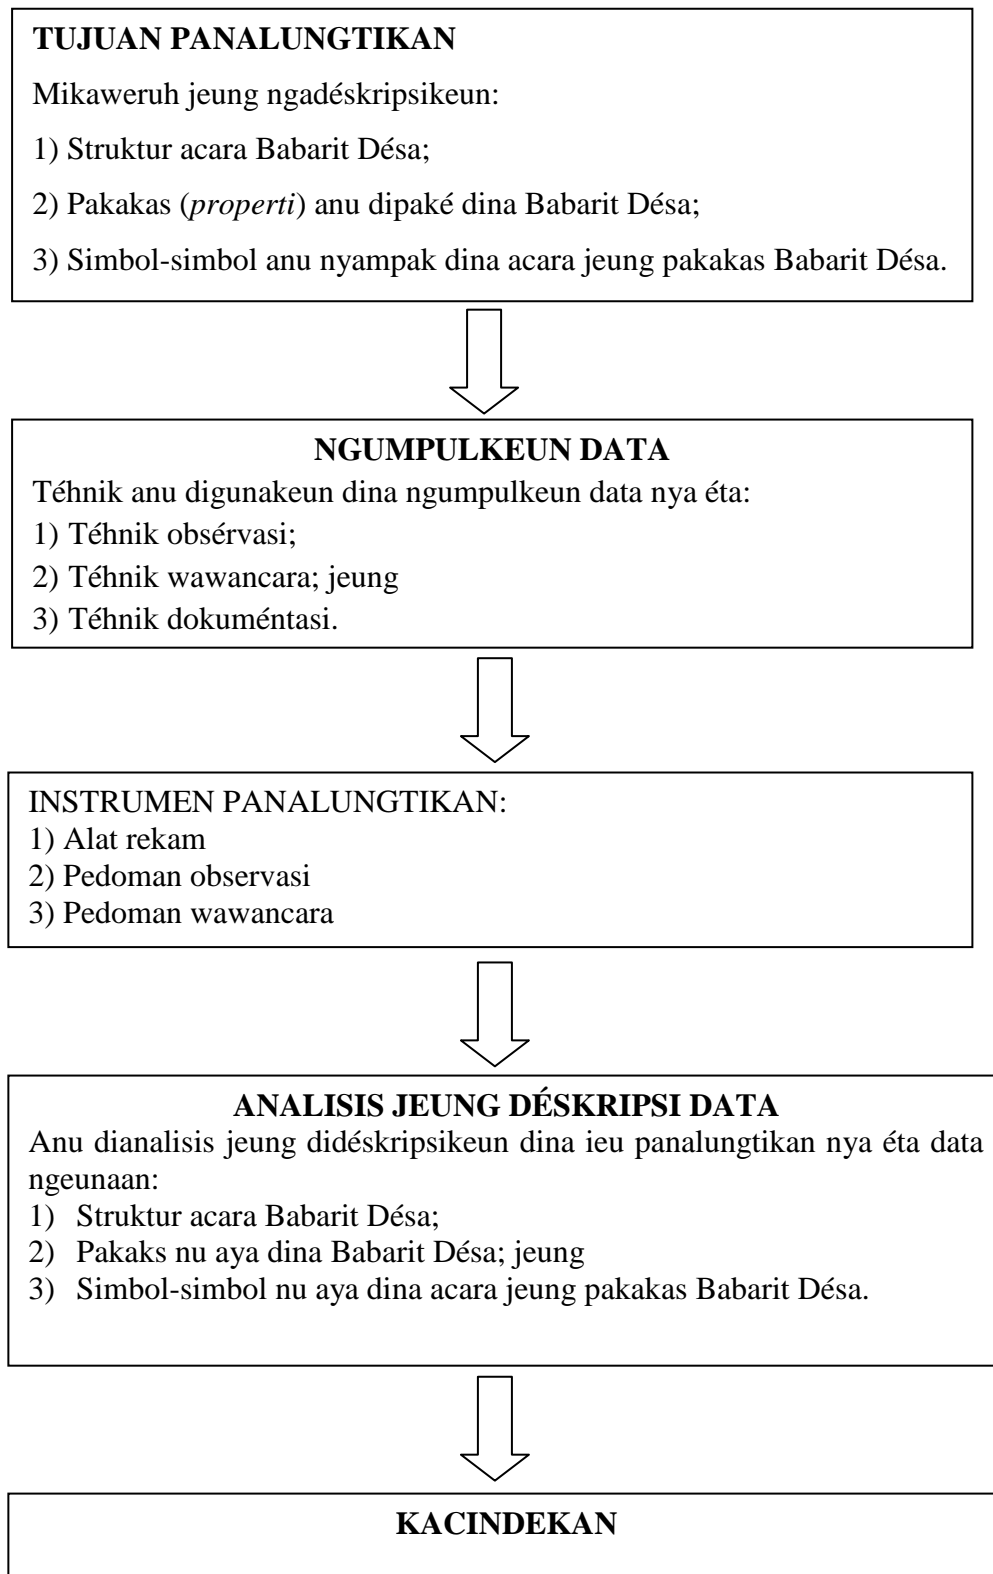 TUJUAN PANALUNGTIKAN
Mikaweruh jeung ngadéskripsikeun:
1) Struktur acara Babarit Désa;
2) Pakakas (properti) anu dipaké dina Babarit Désa;
3) Simbol-simbol anu nyampak dina acara jeung pakakas Babarit Désa.
NGUMPULKEUN DATA
Téhnik anu digunakeun dina ngumpulkeun data nya éta:
1) Téhnik obsérvasi;
2) Téhnik wawancara; jeung
3) Téhnik dokuméntasi.
INSTRUMEN PANALUNGTIKAN:
1) Alat rekam
2) Pedoman observasi
3) Pedoman wawancara
ANALISIS JEUNG DÉSKRIPSI DATA
Anu dianalisis jeung didéskripsikeun dina ieu panalungtikan nya éta data
ngeunaan:
1) Struktur acara Babarit Désa;
2) Pakaks nu aya dina Babarit Désa; jeung
3) Simbol-simbol nu aya dina acara jeung pakakas Babarit Désa.
KACINDEKAN